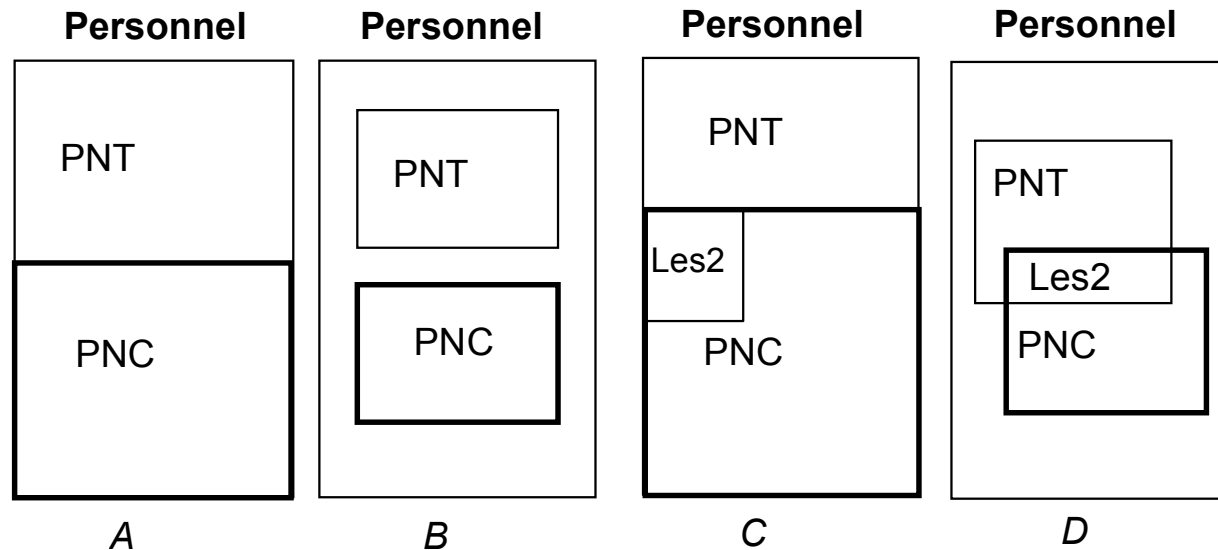 Personnel Personnel Personnel Personnel
PNT PNT PNT PNT
Les2 Les2
PNC PNC PNC PNC
A B C D